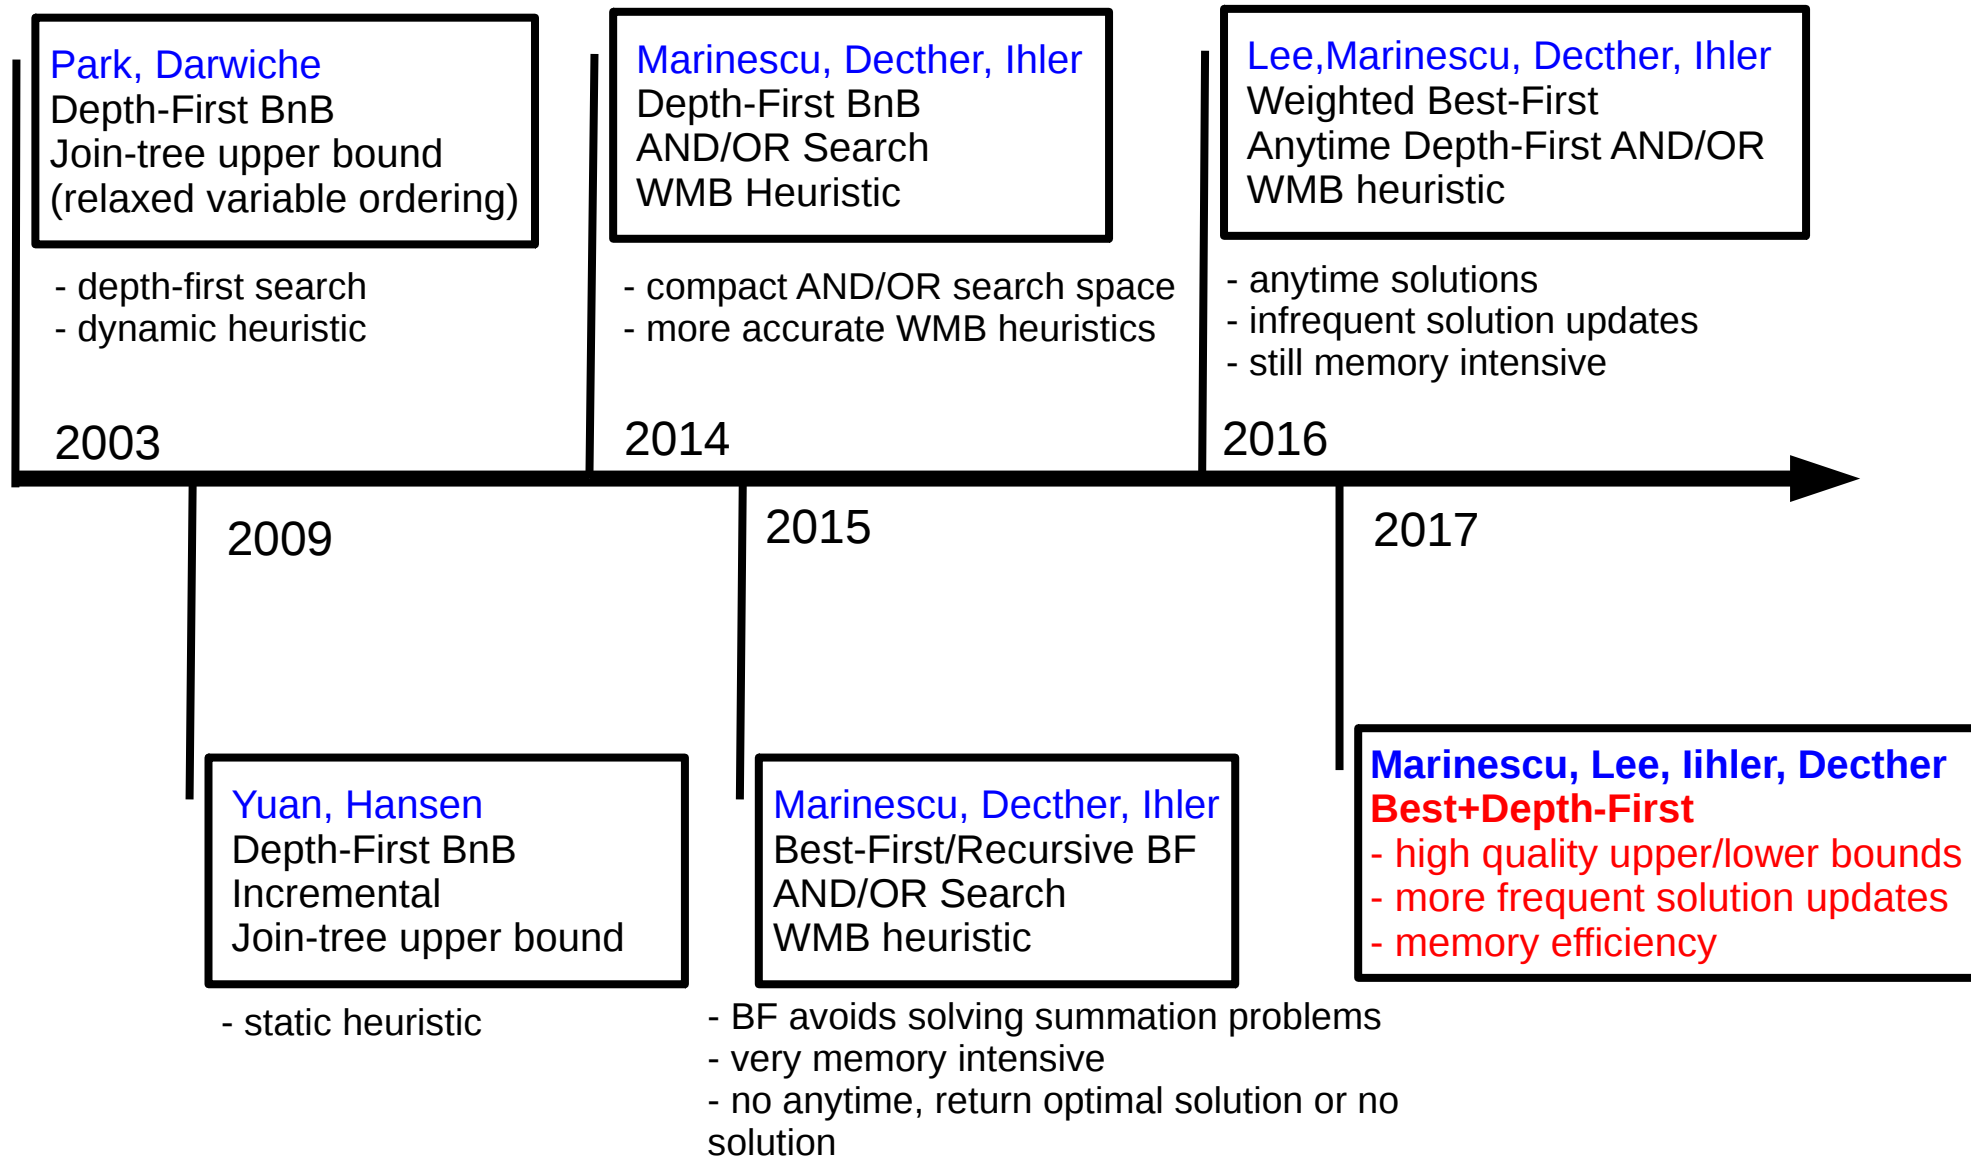 Park, Darwiche
Depth-First BnB
Join-tree upper bound
(relaxed variable ordering)
- depth-first search
- dynamic heuristic
2003
Marinescu, Decther, Ihler
Depth-First BnB
AND/OR Search
WMB Heuristic
- compact AND/OR search space
- more accurate WMB heuristics
2014
Lee,Marinescu, Decther, Ihler
Weighted Best-First
Anytime Depth-First AND/OR
WMB heuristic
- anytime solutions
- infrequent solution updates
- still memory intensive
2016
2009
Yuan, Hansen
Depth-First BnB
Incremental
Join-tree upper bound
- static heuristic
2015
Marinescu, Decther, Ihler
Best-First/Recursive BF
AND/OR Search
WMB heuristic
- BF avoids solving summation problems
- very memory intensive
- no anytime, return optimal solution or no
solution
2017
Marinescu, Lee, Iihler, Decther
Best+Depth-First
- high quality upper/lower bounds
- more frequent solution updates
- memory efficiency